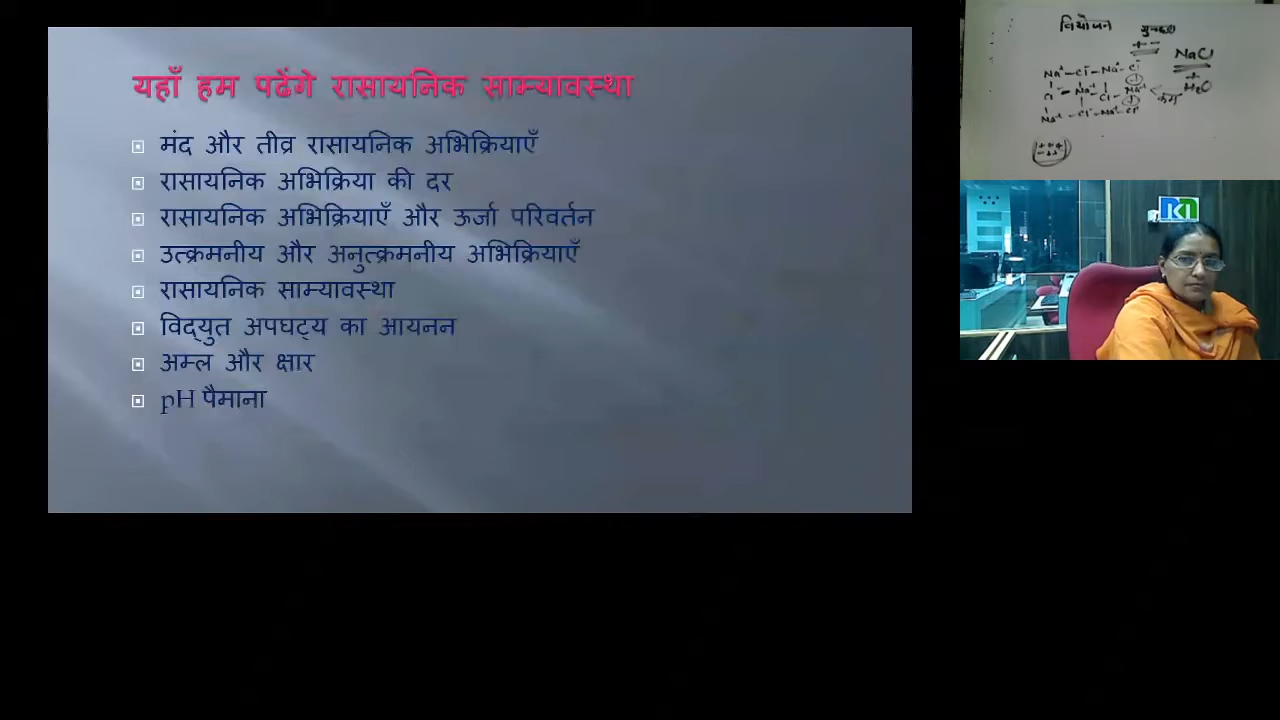 यहाँ हम पढेंगे रासायनिक साम्यावस्था
मंद और तीव्र रासायनिक अभिक्रियाएँ
रासायनिक अभिक्रिया की दर
रासायनिक अभिक्रियाएँ और ऊर्जा परिवर्तन
उत्क्रमनीय और अनुत्क्रमनीय अभिक्रियाएँ
रासायनिक साम्यावस्था
विद्युत अपघट्य का आयनन
अम्ल और क्षार
pH पैमाना
वियोजन
NaCl
+
H₂O